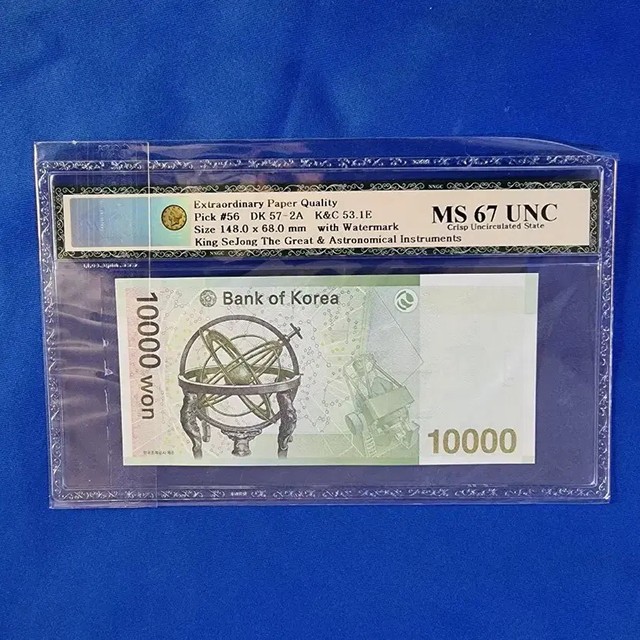 NNGC
Extraordinary Paper Quality
Pick #56 DK 57-2A K&C 53.1E
Size 148.0 x 68.0 mm with Watermark
King SeJong The Great & Astronomical Instruments
MS 67 UNC
Crisp Uncirculated State
Bank of Korea
10000 won
10000